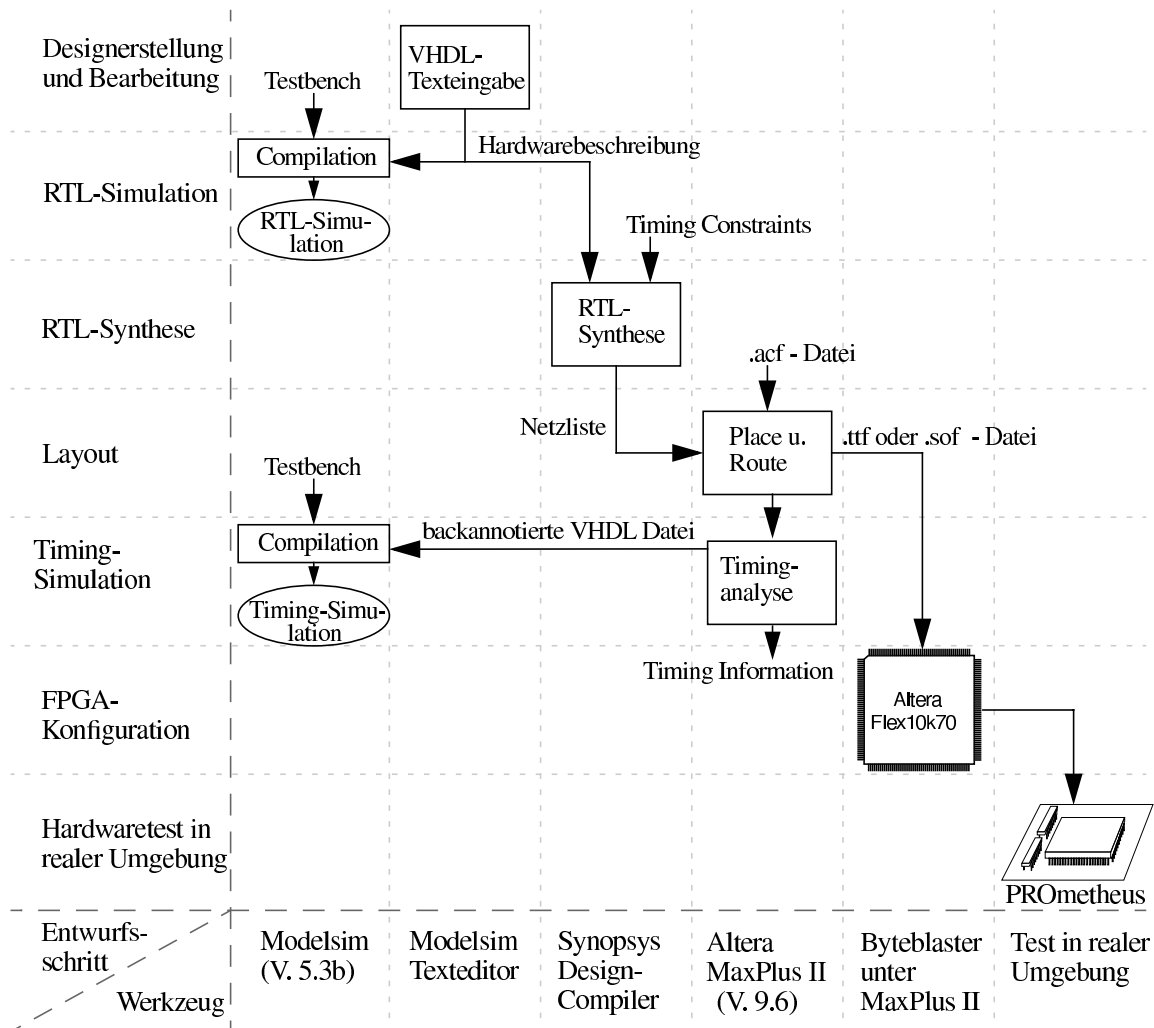 Designerstellung
und Bearbeitung
Testbench
VHDL-
Texteingabe
RTL-Simulation
Compilation
Hardwarebeschreibung
RTL-Simu-
lation
Timing Constraints
RTL-Synthese
RTL-
Synthese
.acf - Datei
Layout
Netzliste
Place u.
Route
.ttf oder .sof - Datei
Testbench
Timing-
Simulation
Compilation
backannotierte VHDL Datei
Timing-
analyse
Timing-Simu-
lation
Timing Information
FPGA-
Konfiguration
Altera
Flex10k70
Hardwaretest in
realer Umgebung
PROmetheus
Entwurfs-
schritt
Werkzeug
Modelsim
(V. 5.3b)
Modelsim
Texteditor
Synopsys
Design-
Compiler
Altera
MaxPlus II
(V. 9.6)
Byteblaster
unter
MaxPlus II
Test in realer
Umgebung